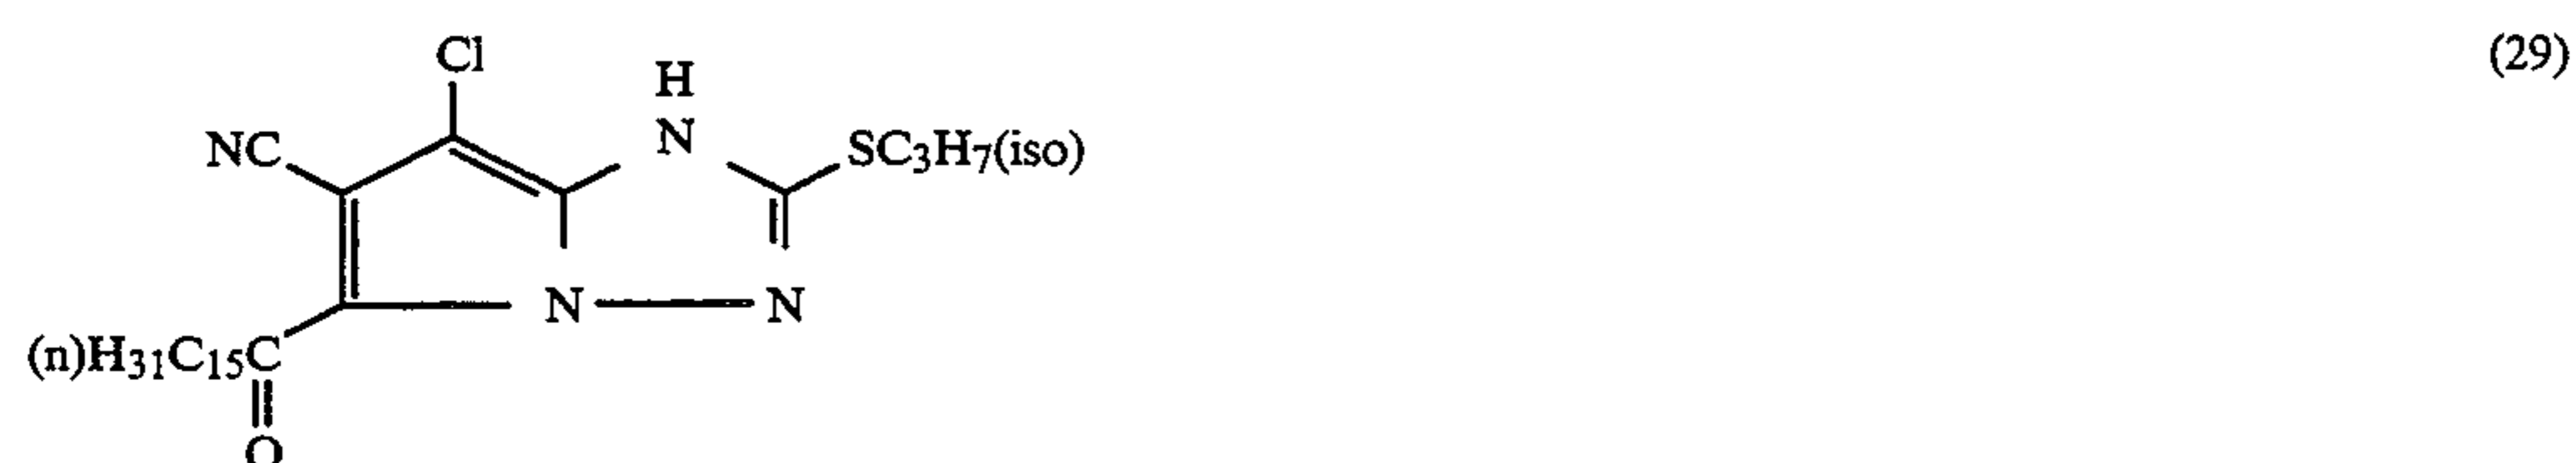 Cl
(29)
H
N
NC
SC₃H₇(iso)
N
N
(n)H₃₁C₁₅C
O